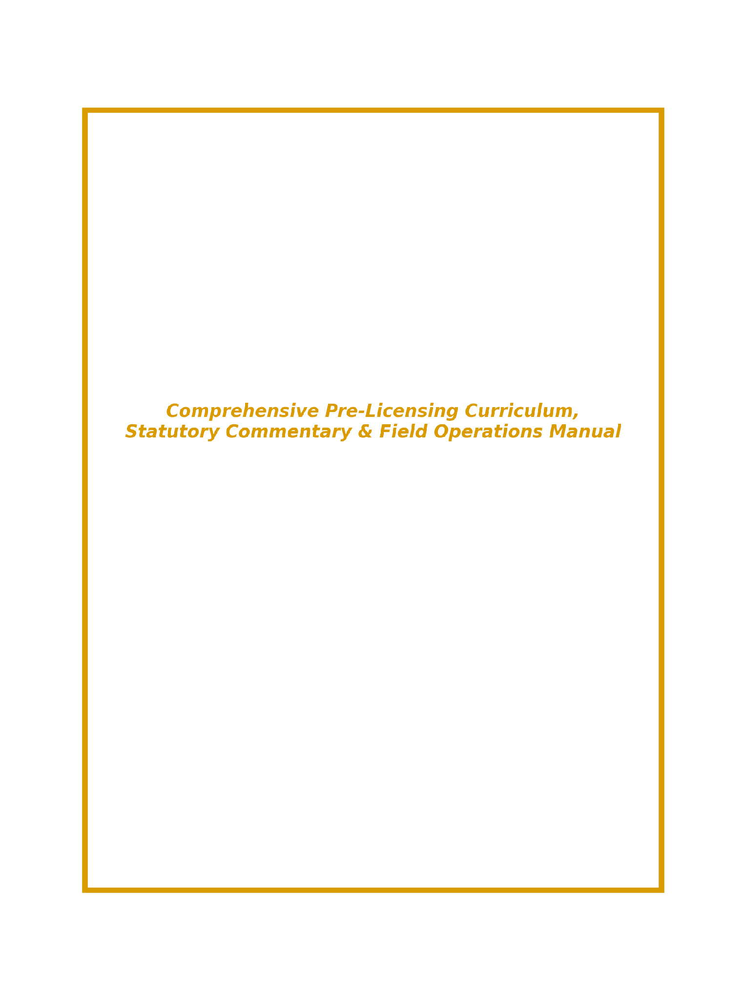 Comprehensive Pre-Licensing Curriculum,
Statutory Commentary & Field Operations Manual